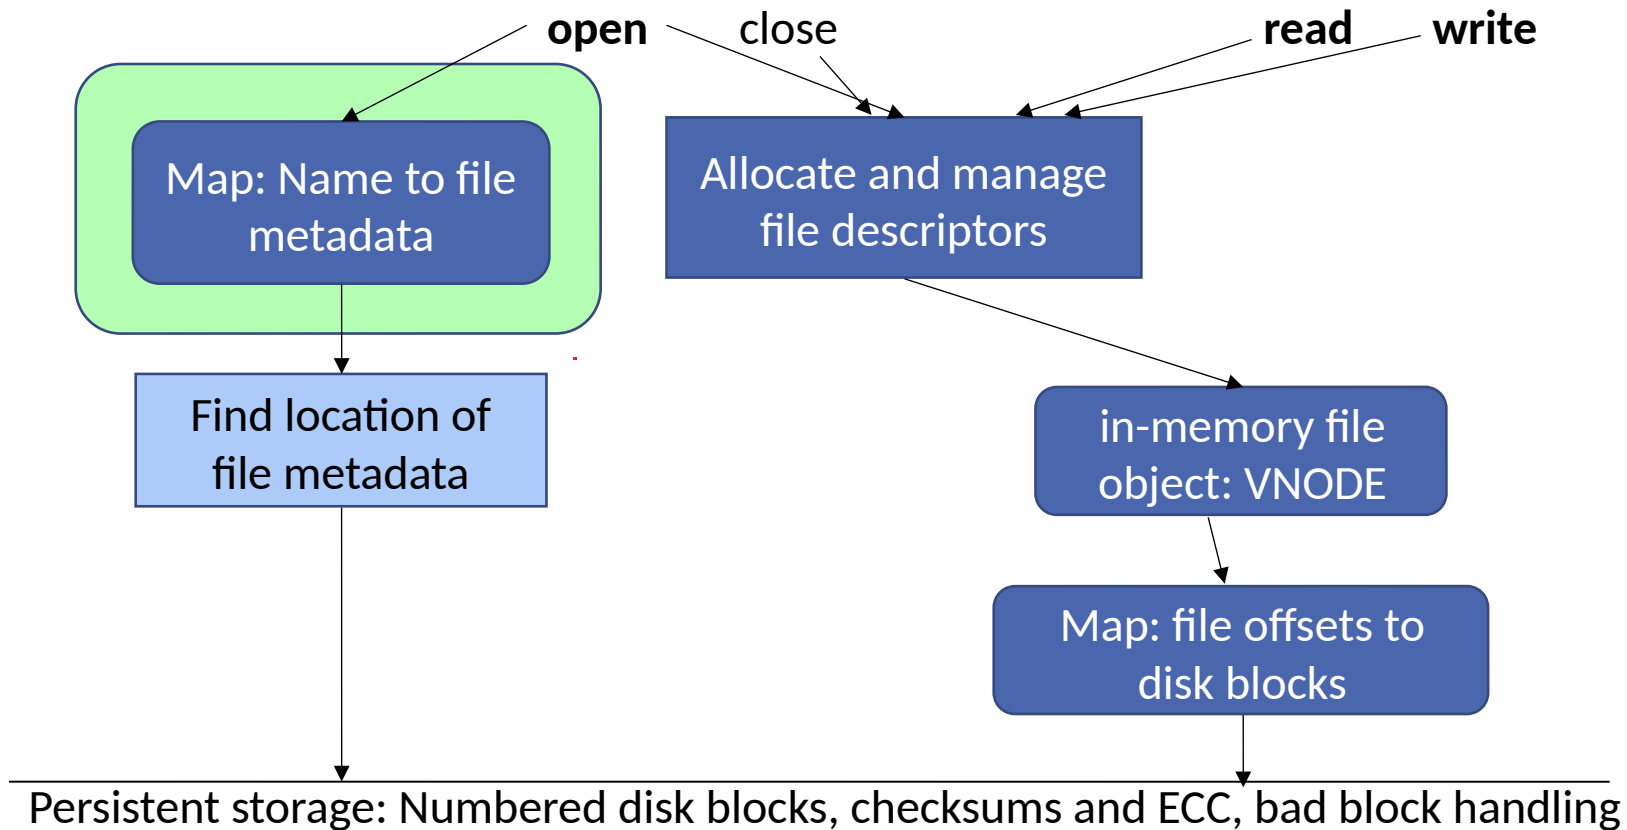 open close read write
Map: Name to file
metadata
Allocate and manage
file descriptors
Find location of
file metadata
in-memory file
object: VNODE
Map: file offsets to
disk blocks
Persistent storage: Numbered disk blocks, checksums and ECC, bad block handling